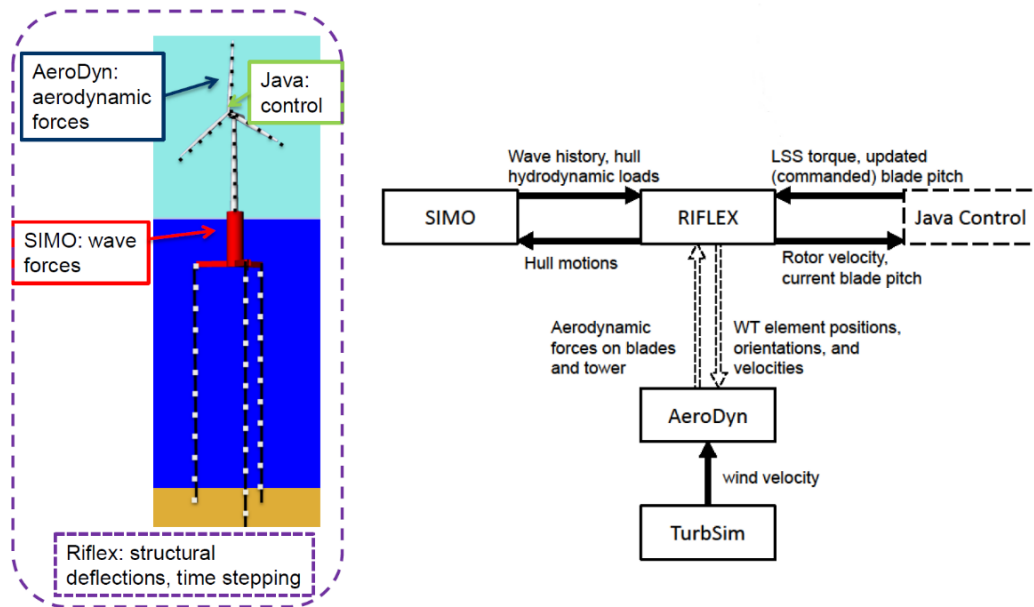 AeroDyn:
aerodynamic
forces
Java:
control
SIMO: wave
forces
Riflex: structural
deflections, time stepping
Wave history, hull
hydrodynamic loads
LSS torque, updated
(commanded) blade pitch
SIMO
RIFLEX
Java Control
Hull motions
Rotor velocity,
current blade pitch
Aerodynamic
forces on blades
and tower
WT element positions,
orientations, and
velocities
AeroDyn
wind velocity
TurbSim